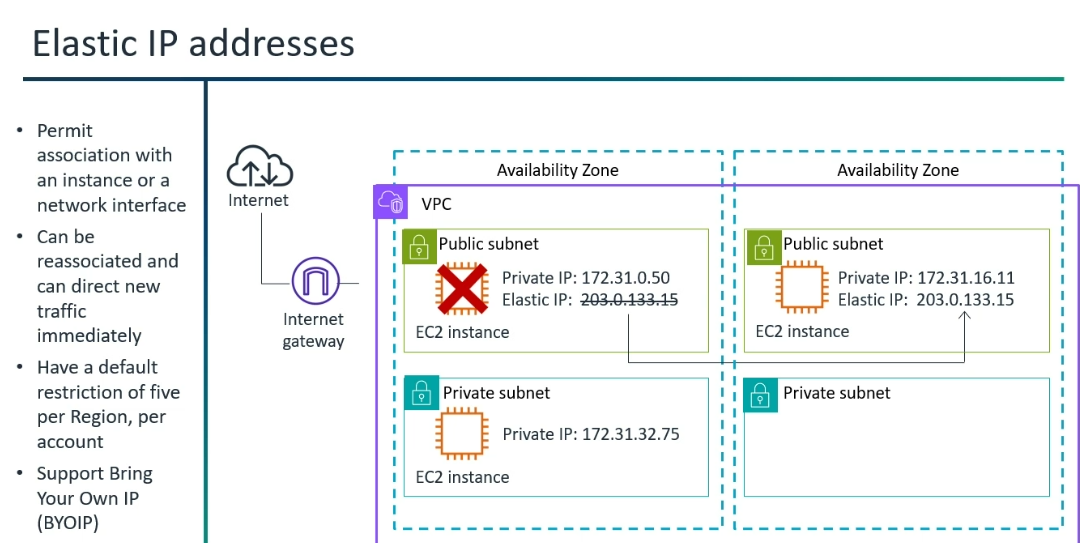 Elastic IP addresses
• Permit
association with
an instance or a
network interface
• Can be
reassociated and
can direct new
traffic
immediately
• Have a default
restriction of five
per Region, per
account
• Support Bring
Your Own IP
(BYOIP)
Internet
Internet
gateway
Availability Zone
Availability Zone
VPC
Public subnet
Private IP: 172.31.0.50
Elastic IP: 203.0.133.15
EC2 instance
Public subnet
Private IP: 172.31.16.11
Elastic IP: 203.0.133.15
EC2 instance
Private subnet
Private IP: 172.31.32.75
EC2 instance
Private subnet